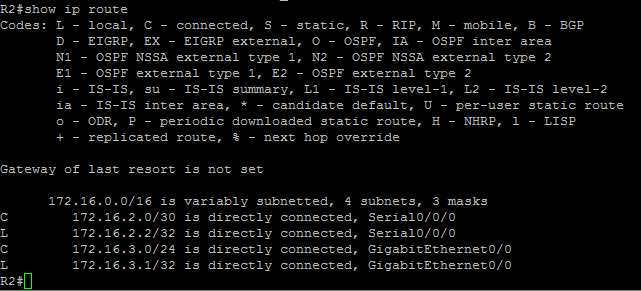 R2#show ip route
Codes: L - local, C - connected, S - static, R - RIP, M - mobile, B - BGP
       D - EIGRP, EX - EIGRP external, O - OSPF, IA - OSPF inter area
       N1 - OSPF NSSA external type 1, N2 - OSPF NSSA external type 2
       E1 - OSPF external type 1, E2 - OSPF external type 2
       i - IS-IS, su - IS-IS summary, L1 - IS-IS level-1, L2 - IS-IS level-2
       ia - IS-IS inter area, * - candidate default, U - per-user static route
       o - ODR, P - periodic downloaded static route, H - NHRP, l - LISP
       + - replicated route, % - next hop override
Gateway of last resort is not set
      172.16.0.0/16 is variably subnetted, 4 subnets, 3 masks
C        172.16.2.0/30 is directly connected, Serial0/0/0
L        172.16.2.2/32 is directly connected, Serial0/0/0
C        172.16.3.0/24 is directly connected, GigabitEthernet0/0
L        172.16.3.1/32 is directly connected, GigabitEthernet0/0
R2#